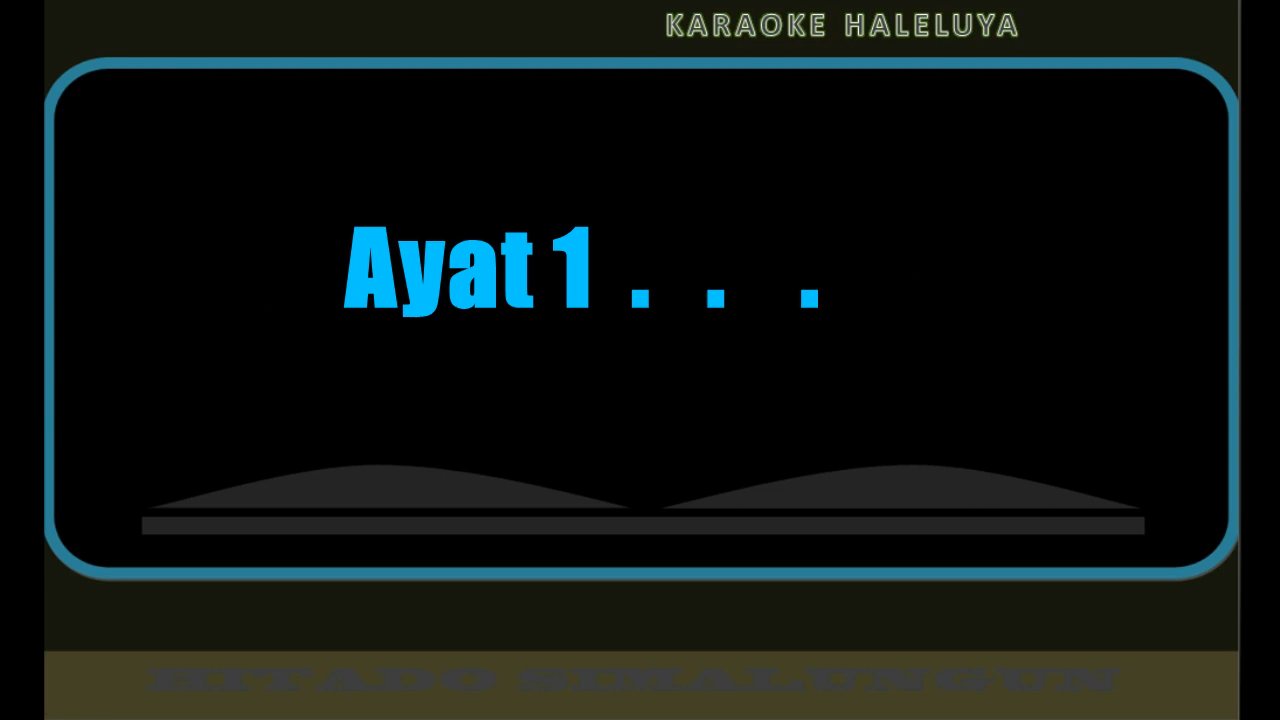 KARAOKE HALELUYA
Ayat 1 . . .
HITADO SIMALUNGUN